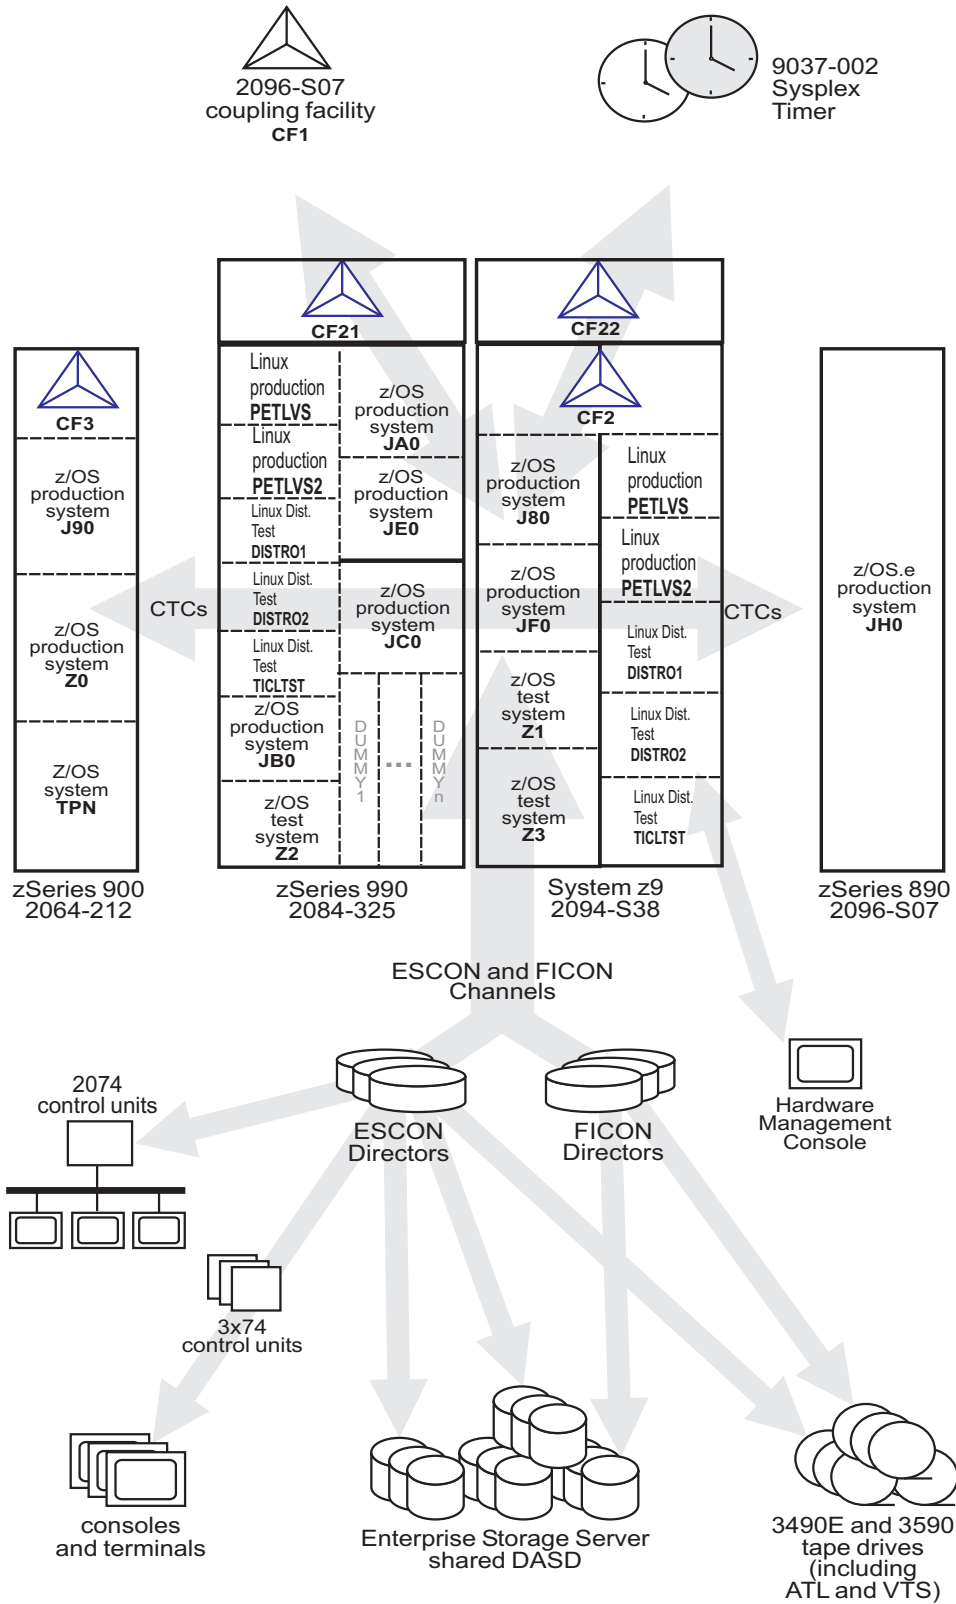 2096-S07
coupling facility
CF1
9037-002
Sysplex
Timer
CF21
CF22
CF3
z/OS
production
system
J90
z/OS
production
system
Z0
Z/OS
system
TPN
zSeries 900
2064-212
CTCs
Linux
production
PETLVS
Linux
production
PETLVS2
Linux Dist.
Test
DISTRO1
Linux Dist.
Test
DISTRO2
Linux Dist.
Test
TICLTST
z/OS
production
system
JB0
z/OS
test
system
Z2
z/OS
production
system
JA0
z/OS
production
system
JE0
z/OS
production
system
JC0
DUMMY1
...
DUMMYn
zSeries 990
2084-325
CF2
z/OS
production
system
J80
z/OS
production
system
JF0
z/OS
test
system
Z1
z/OS
test
system
Z3
Linux
production
PETLVS
Linux
production
PETLVS2
Linux Dist.
Test
DISTRO1
Linux Dist.
Test
DISTRO2
Linux Dist.
Test
TICLTST
System z9
2094-S38
CTCs
z/OS.e
production
system
JH0
zSeries 890
2096-S07
ESCON and FICON
Channels
2074
control units
ESCON
Directors
FICON
Directors
Hardware
Management
Console
3x74
control units
consoles
and terminals
Enterprise Storage Server
shared DASD
3490E and 3590
tape drives
(including
ATL and VTS)